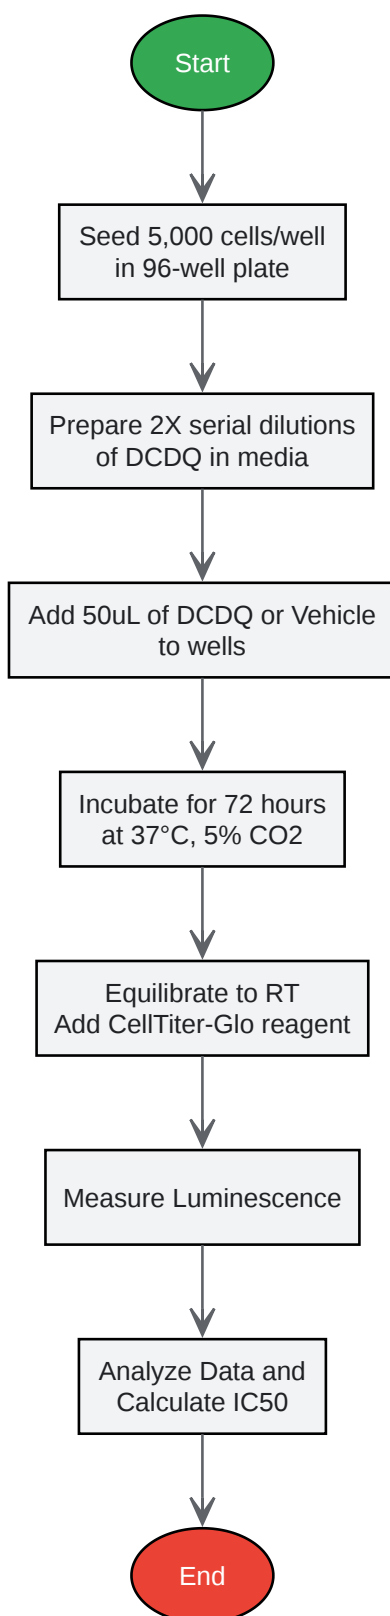 Start
Seed 5,000 cells/well
in 96-well plate
Prepare 2X serial dilutions
of DCDQ in media
Add 50uL of DCDQ or Vehicle
to wells
Incubate for 72 hours
at 37°C, 5% CO2
Equilibrate to RT
Add CellTiter-Glo reagent
Measure Luminescence
Analyze Data and
Calculate IC50
End